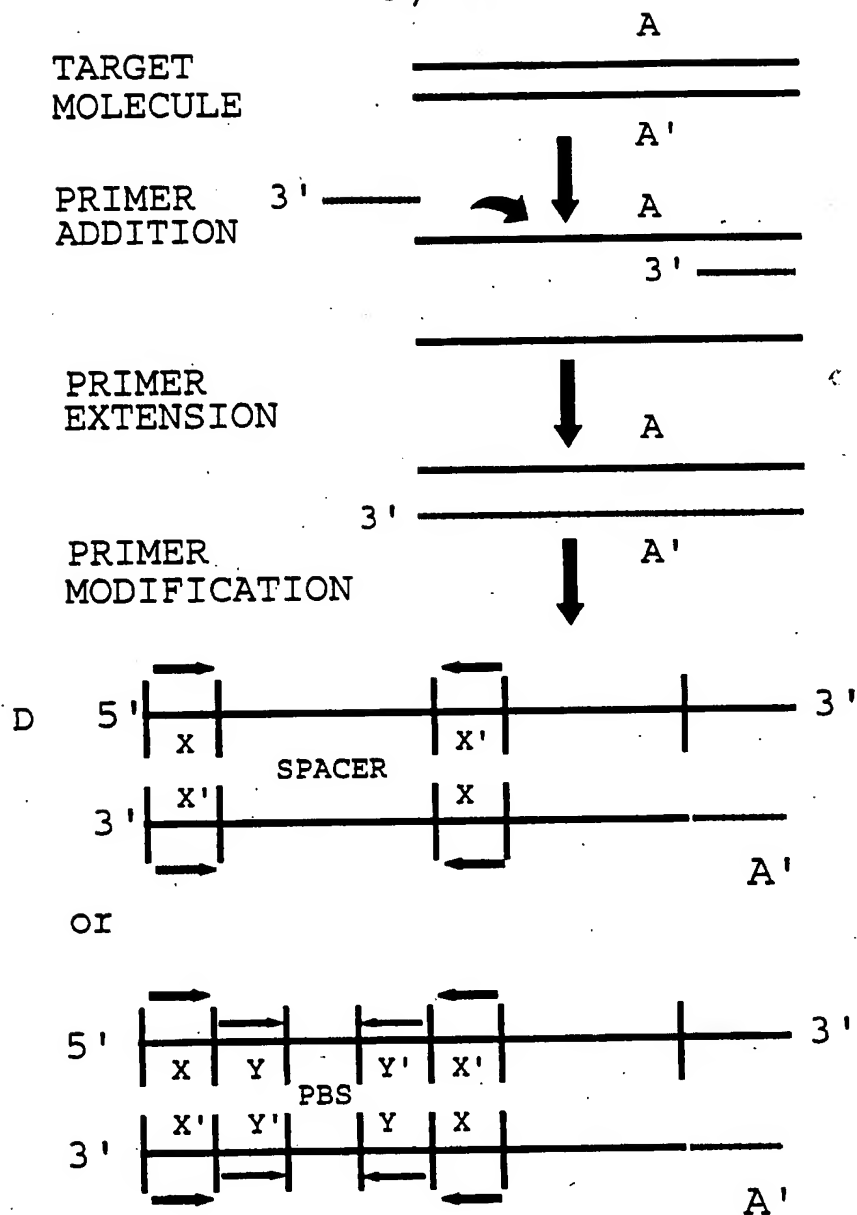 A
TARGET
MOLECULE
A'
PRIMER 3' A
ADDITION
3'
PRIMER
EXTENSION
A
3'
PRIMER A'
MODIFICATION
D 5' 3'
X X'
SPACER
X' X
3'
A'
or
5' 3'
X Y Y' X'
PBS
X' Y' Y X
3'
A'